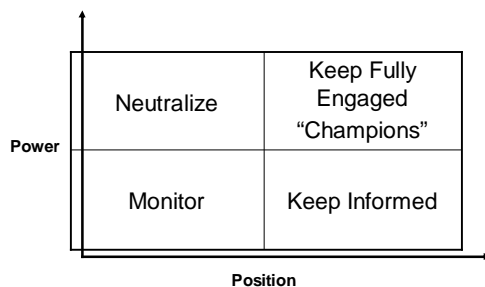 Neutralize
Keep Fully
Engaged
“Champions”
Power
Monitor
Keep Informed
Position